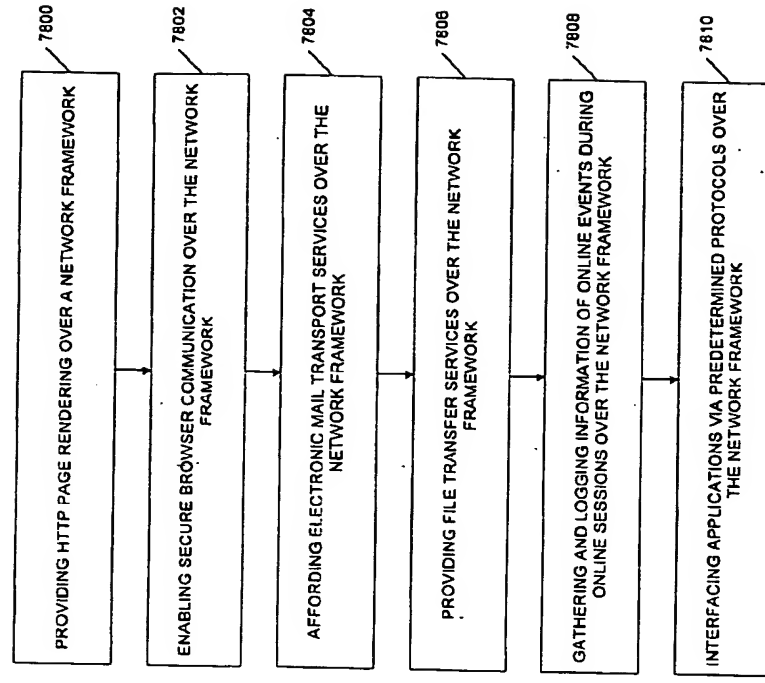 7800
PROVIDING HTTP PAGE RENDERING OVER A NETWORK FRAMEWORK
7802
ENABLING SECURE BROWSER COMMUNICATION OVER THE NETWORK
FRAMEWORK
7804
AFFORDING ELECTRONIC MAIL TRANSPORT SERVICES OVER THE
NETWORK FRAMEWORK
7806
PROVIDING FILE TRANSFER SERVICES OVER THE NETWORK
FRAMEWORK
7808
GATHERING AND LOGGING INFORMATION OF ONLINE EVENTS DURING
ONLINE SESSIONS OVER THE NETWORK FRAMEWORK
7810
INTERFACING APPLICATIONS VIA PREDETERMINED PROTOCOLS OVER
THE NETWORK FRAMEWORK